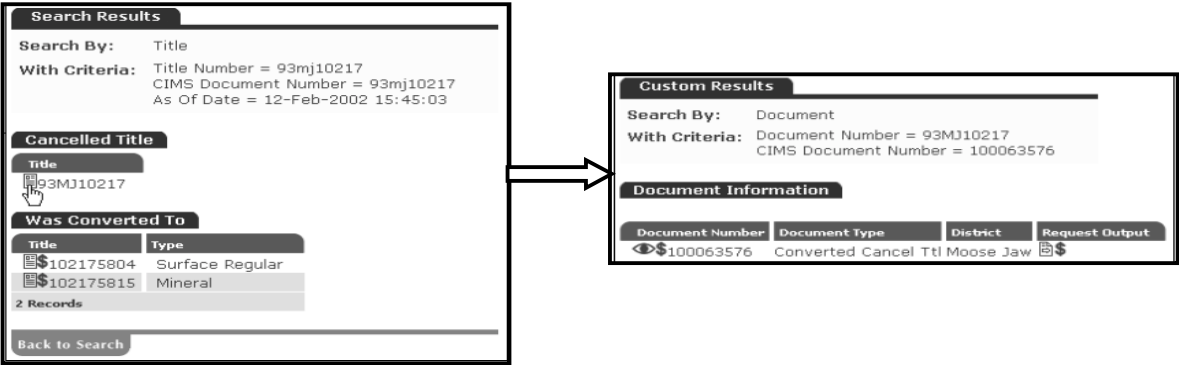 Search Results
Search By: Title
With Criteria: Title Number = 93mj10217
CIMS Document Number = 93mj10217
As Of Date = 12-Feb-2002 15:45:03
Cancelled Title
Title
93MJ10217
Was Converted To
Title Type
$102175804 Surface Regular
$102175815 Mineral
2 Records
Back to Search
Custom Results
Search By: Document
With Criteria: Document Number = 93MJ10217
CIMS Document Number = 100063576
Document Information
Document Number Document Type District Request Output
$100063576 Converted Cancel Ttl Moose Jaw $